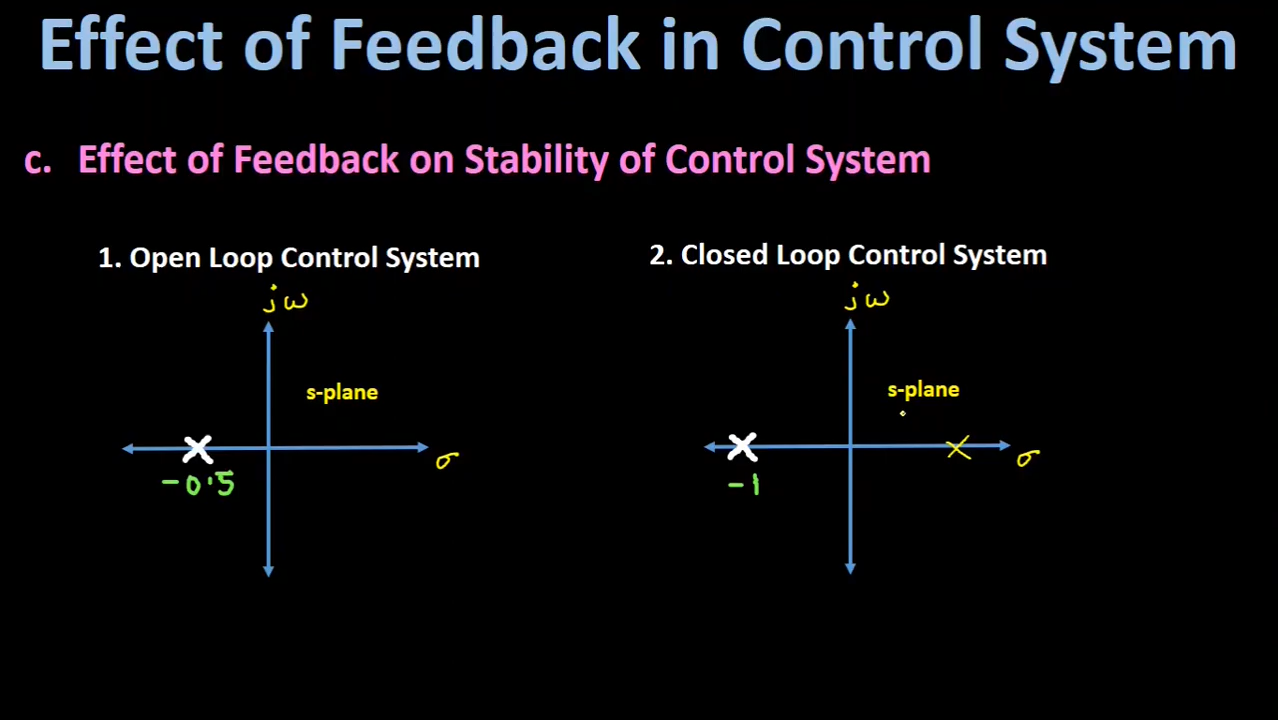 Effect of Feedback in Control System
c. Effect of Feedback on Stability of Control System
1. Open Loop Control System
jω
s-plane
σ
-0.5
2. Closed Loop Control System
jω
s-plane
σ
-1